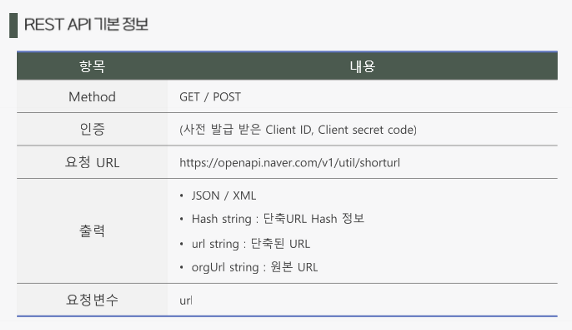 REST API 기본 정보
항목 내용
Method GET / POST
인증 (사전 발급 받은 Client ID, Client secret code)
요청 URL https://openapi.naver.com/v1/util/shorturl
출력
• JSON / XML
• Hash string : 단축URL Hash 정보
• url string : 단축된 URL
• orgUrl string : 원본 URL
요청변수 url